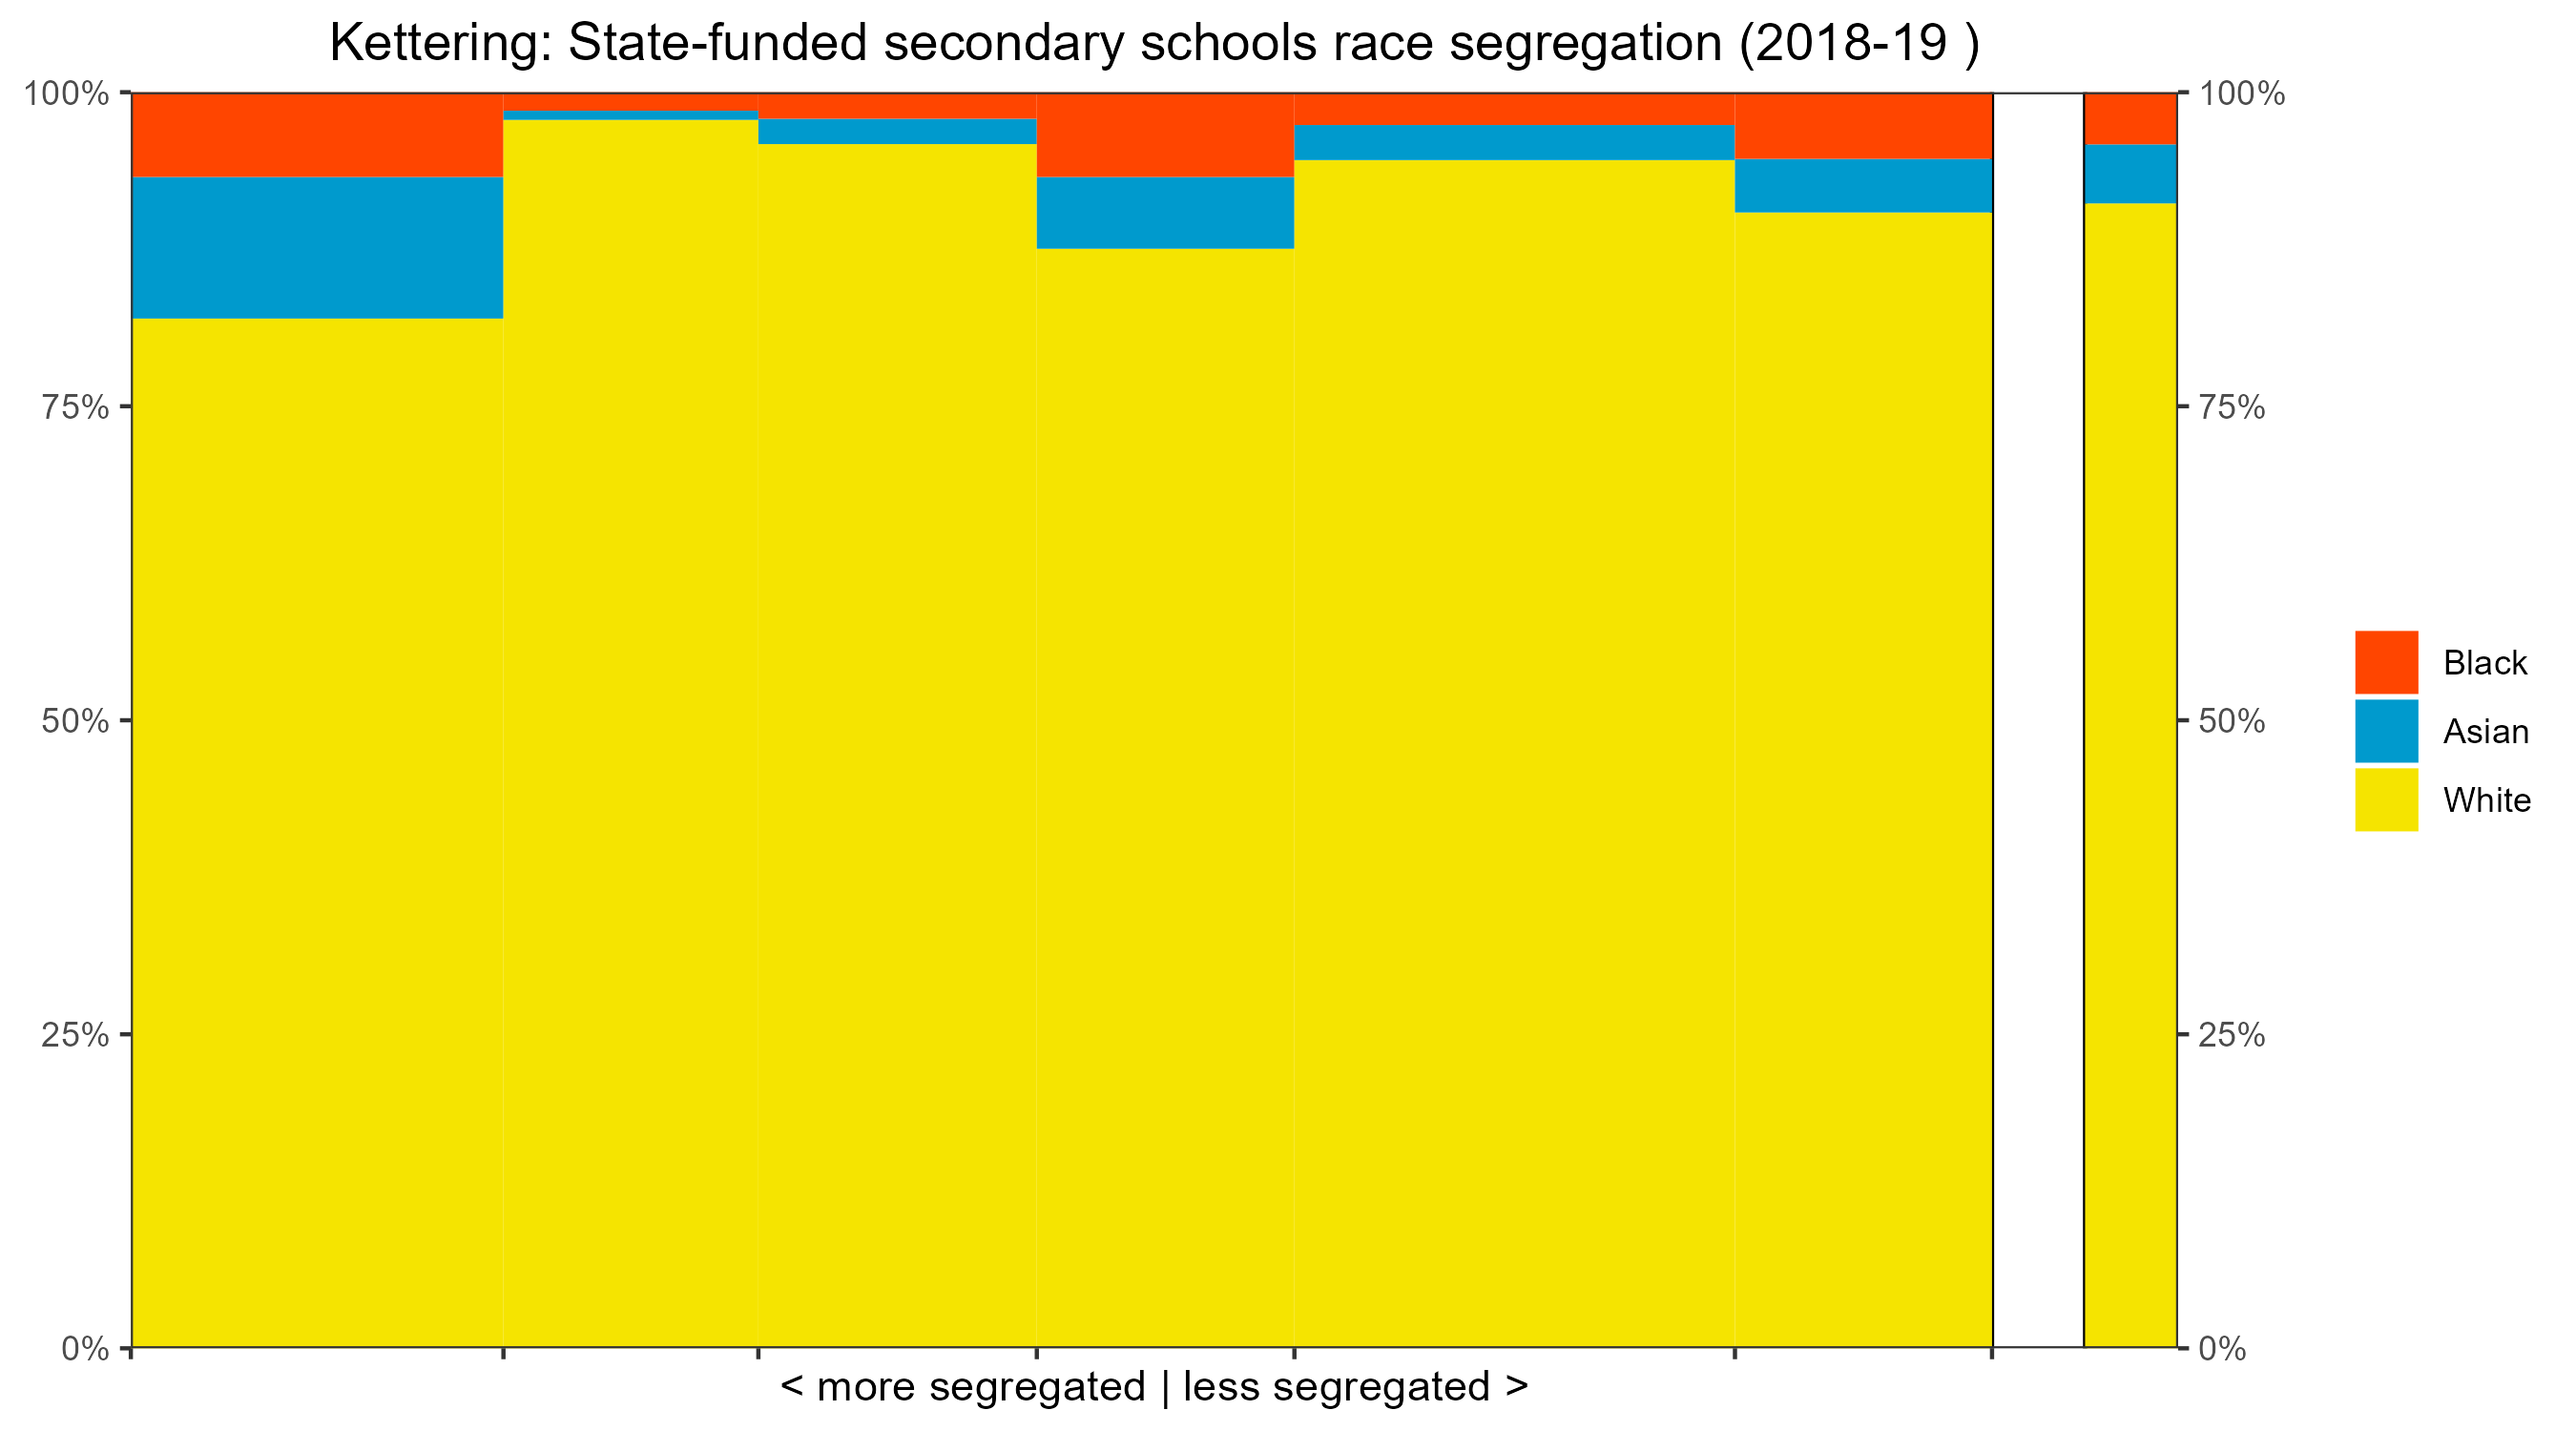 Kettering: State-funded secondary schools race segregation (2018-19 )
100%
75%
50%
25%
0%
100%
75%
50%
25%
0%
Black
Asian
White
< more segregated | less segregated >